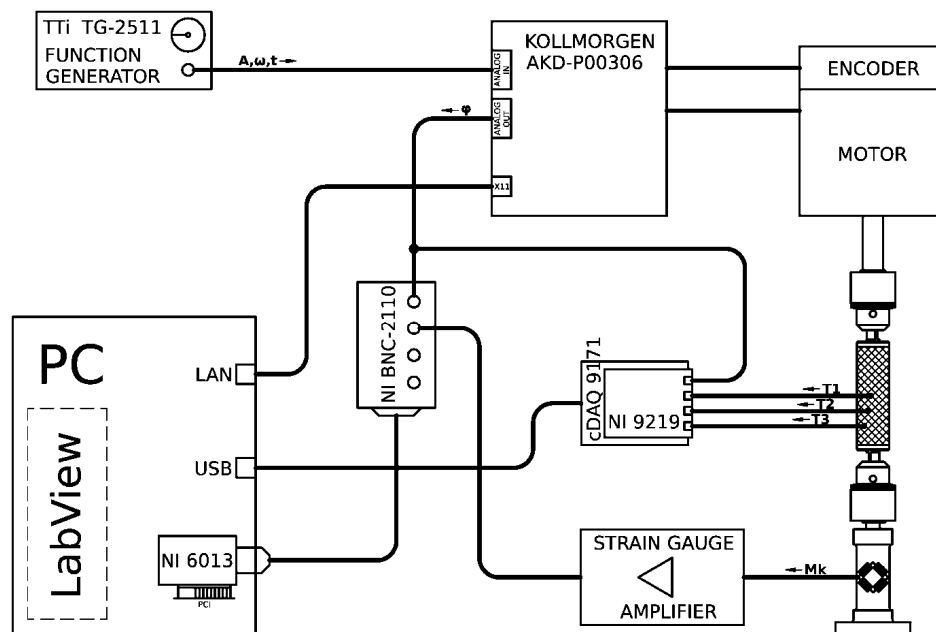 TTi TG-2511
FUNCTION
GENERATOR
A,ω,t→
ANALOG
IN
KOLLMORGEN
AKD-P00306
ENCODER
←φ
ANALOG
OUT
MOTOR
X11
NI BNC-2110
PC
LAN
cDAQ 9171
NI 9219
←T1
←T2
←T3
USB
LabView
NI 6013
PCI
STRAIN GAUGE
AMPLIFIER
←Mk